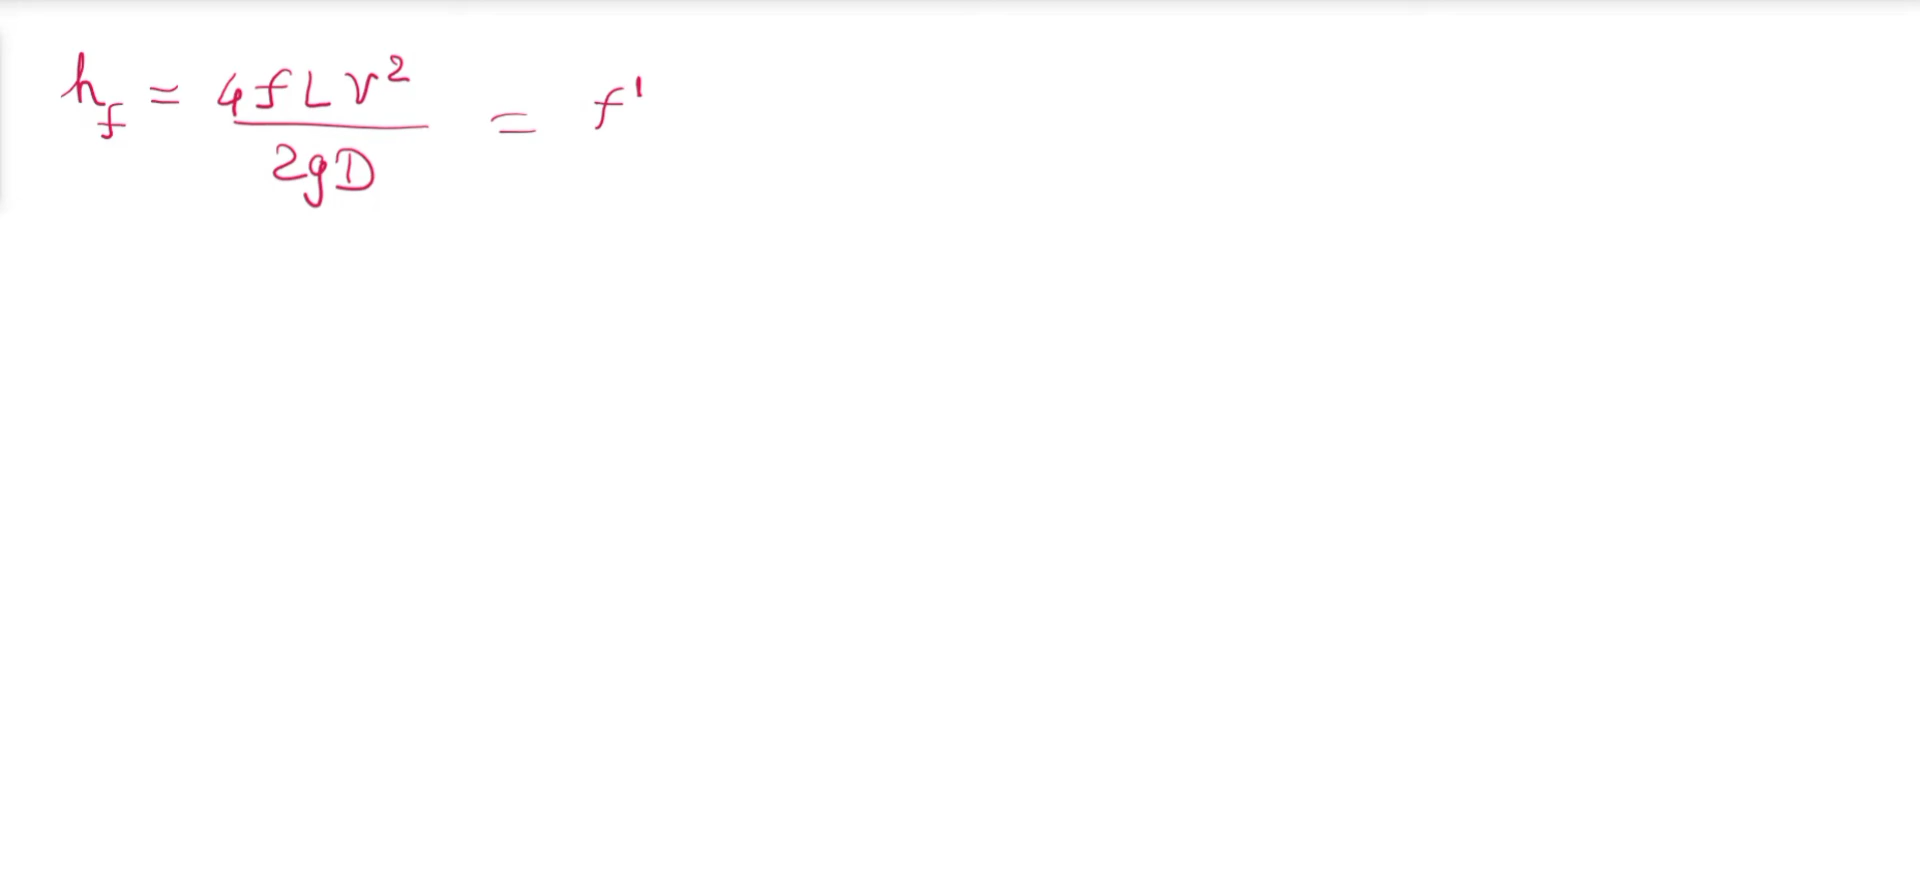 h_f = 4fLv² / 2gD = f'